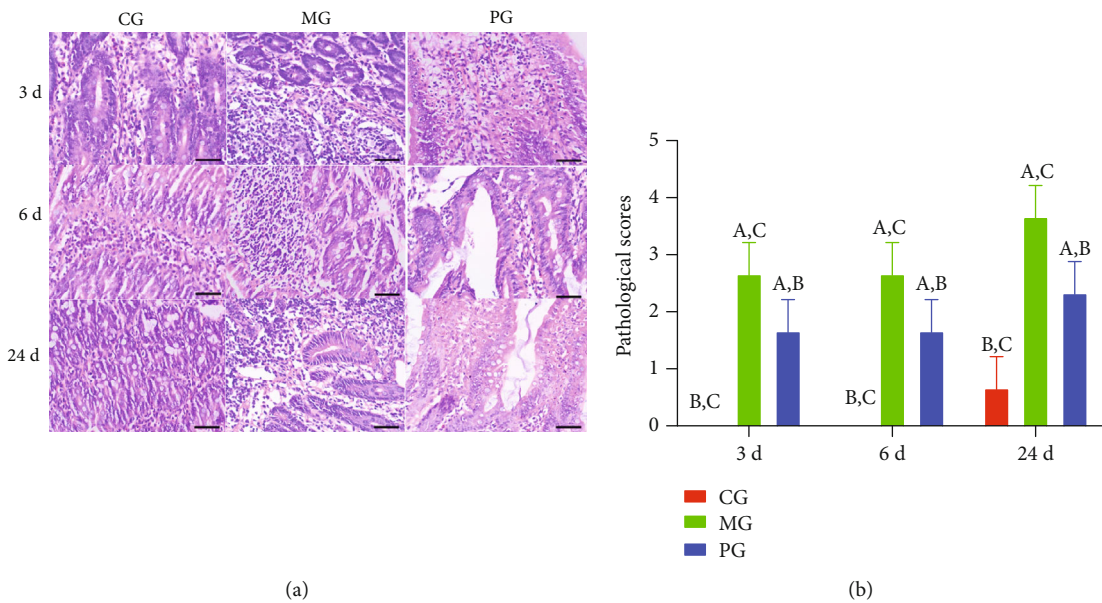 CG MG PG
3 d
6 d
24 d
(a)
Pathological scores
5
4
3
2
1
0
B,C
A,C
A,B
B,C
A,C
A,B
B,C
A,C
A,B
3 d 6 d 24 d
CG
MG
PG
(b)